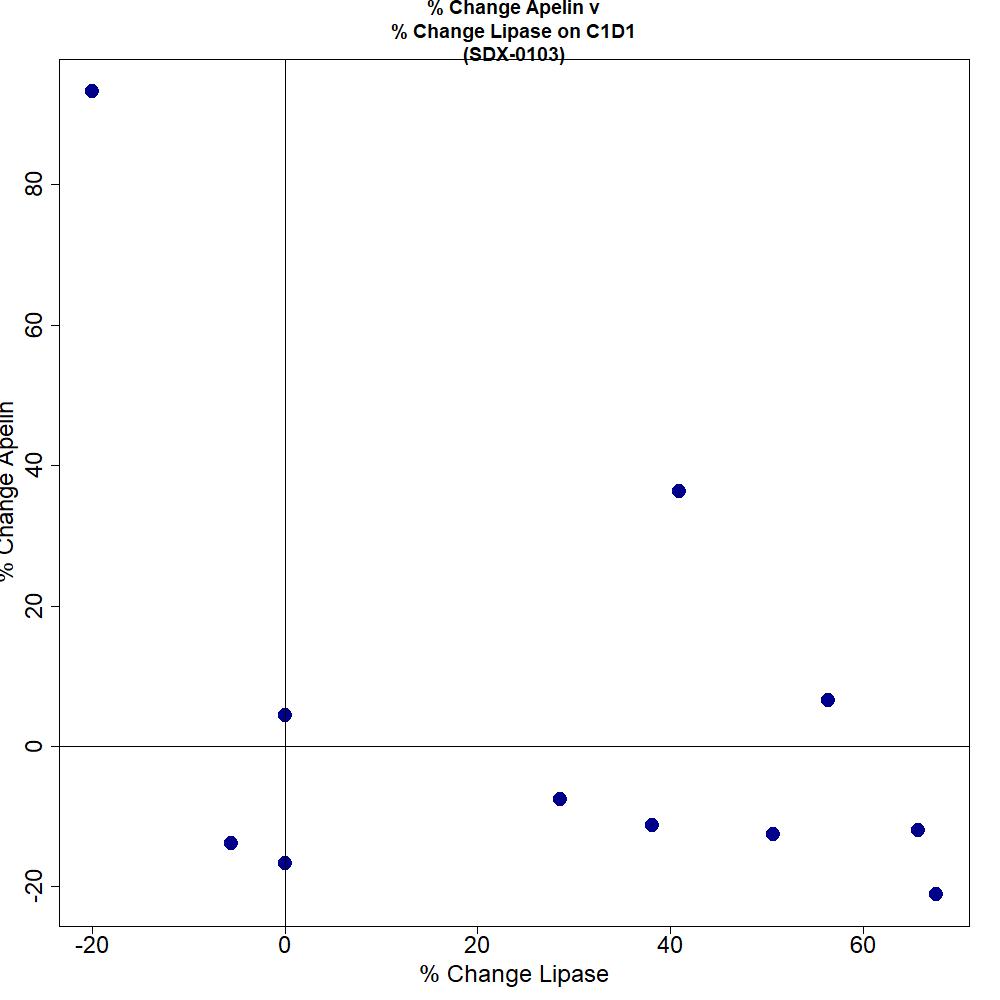 % Change Apelin v
% Change Lipase on C1D1
(SDX-0103)
80
60
40
20
0
-20
% Change Apelin
-20 0 20 40 60
% Change Lipase